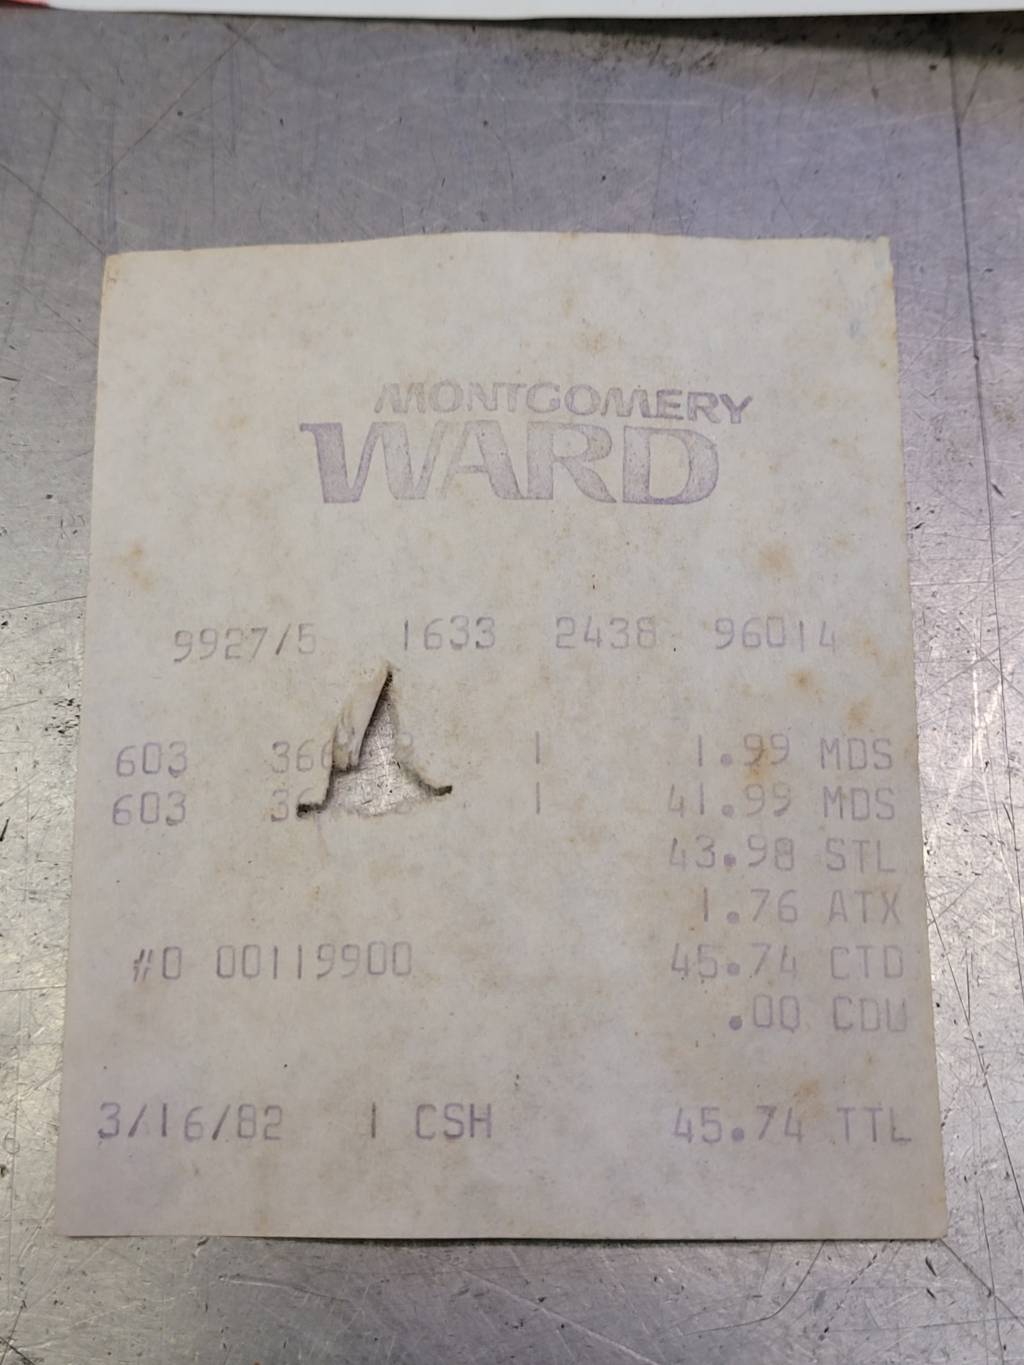 MONTGOMERY
WARD
9927/5 1633 2438 96014
603 1 1.99 MDS
603 1 41.99 MDS
43.98 STL
1.76 ATX
#0 00119900 45.74 CTD
.00 CDU
3/16/82 1 CSH 45.74 TTL